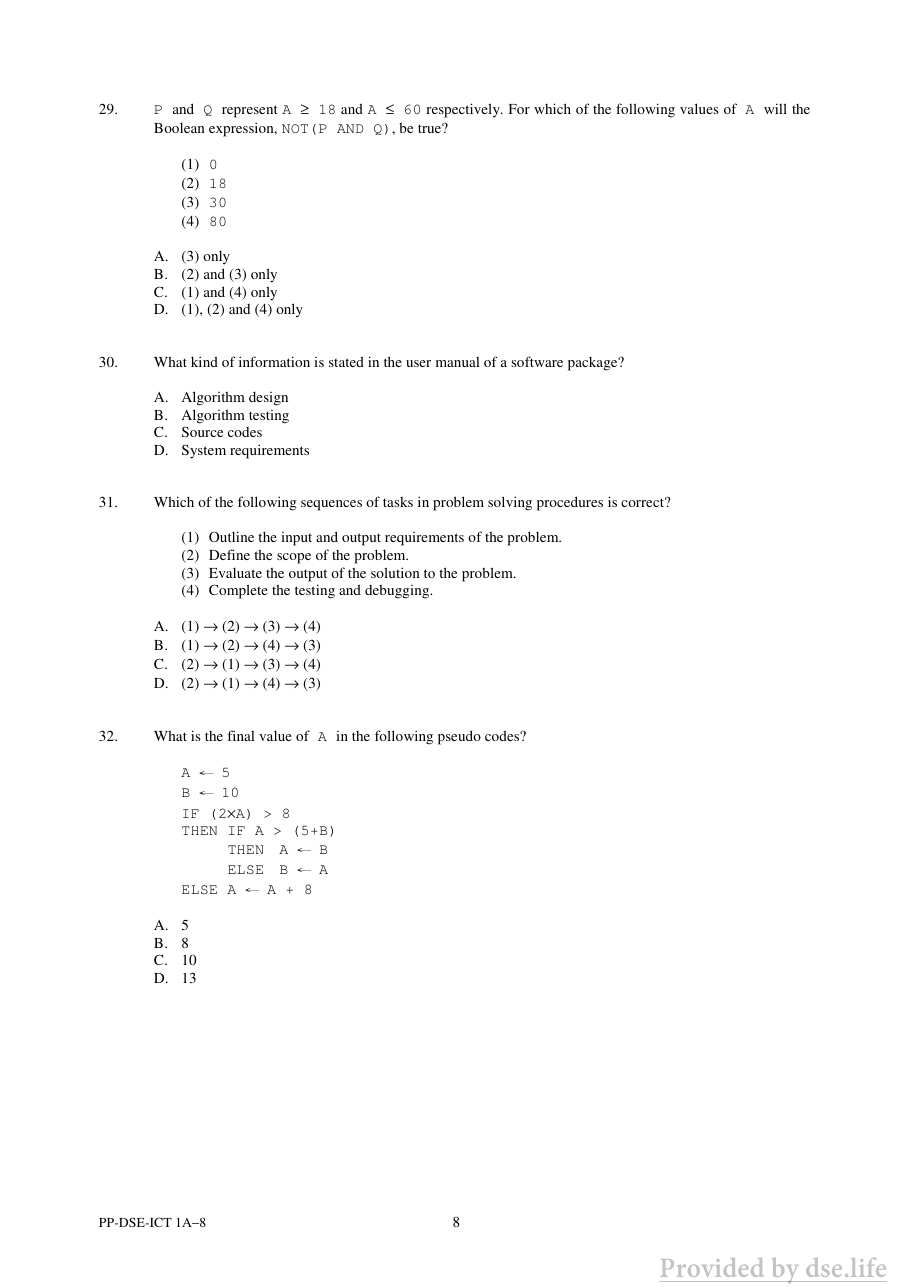 29. P and Q represent A ≥ 18 and A ≤ 60 respectively. For which of the following values of A will the
Boolean expression, NOT(P AND Q), be true?
(1) 0
(2) 18
(3) 30
(4) 80
A. (3) only
B. (2) and (3) only
C. (1) and (4) only
D. (1), (2) and (4) only
30. What kind of information is stated in the user manual of a software package?
A. Algorithm design
B. Algorithm testing
C. Source codes
D. System requirements
31. Which of the following sequences of tasks in problem solving procedures is correct?
(1) Outline the input and output requirements of the problem.
(2) Define the scope of the problem.
(3) Evaluate the output of the solution to the problem.
(4) Complete the testing and debugging.
A. (1) → (2) → (3) → (4)
B. (1) → (2) → (4) → (3)
C. (2) → (1) → (3) → (4)
D. (2) → (1) → (4) → (3)
32. What is the final value of A in the following pseudo codes?
A ← 5
B ← 10
IF (2×A) > 8
THEN IF A > (5+B)
THEN A ← B
ELSE B ← A
ELSE A ← A + 8
A. 5
B. 8
C. 10
D. 13
PP-DSE-ICT 1A–8 8
Provided by dse.life